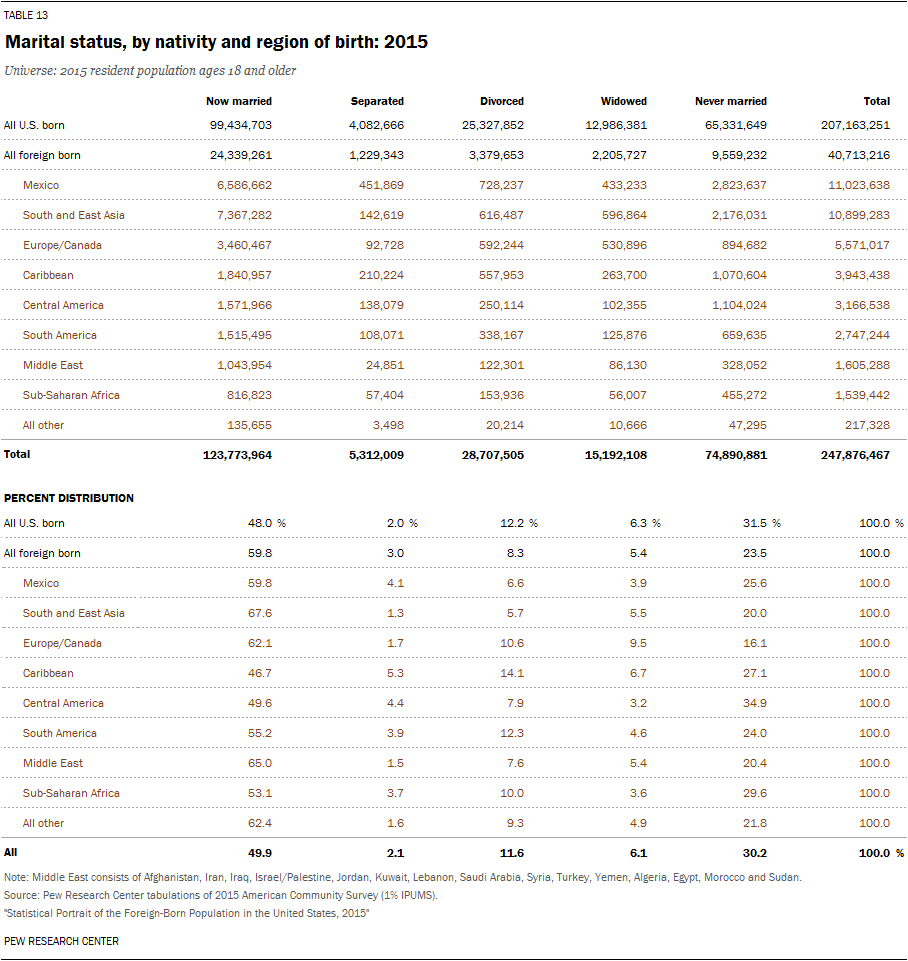 TABLE 13
Marital status, by nativity and region of birth: 2015
Universe: 2015 resident population ages 18 and older
Now married Separated Divorced Widowed Never married Total
All U.S. born 99,434,703 4,082,666 25,327,852 12,986,381 65,331,649 207,163,251
All foreign born 24,339,261 1,229,343 3,379,653 2,205,727 9,559,232 40,713,216
Mexico 6,586,662 451,869 728,237 433,233 2,823,637 11,023,638
South and East Asia 7,367,282 142,619 616,487 596,864 2,176,031 10,899,283
Europe/Canada 3,460,467 92,728 592,244 530,896 894,682 5,571,017
Caribbean 1,840,957 210,224 557,953 263,700 1,070,604 3,943,438
Central America 1,571,966 138,079 250,114 102,355 1,104,024 3,166,538
South America 1,515,495 108,071 338,167 125,876 659,635 2,747,244
Middle East 1,043,954 24,851 122,301 86,130 328,052 1,605,288
Sub-Saharan Africa 816,823 57,404 153,936 56,007 455,272 1,539,442
All other 135,655 3,498 20,214 10,666 47,295 217,328
Total 123,773,964 5,312,009 28,707,505 15,192,108 74,890,881 247,876,467
PERCENT DISTRIBUTION
All U.S. born 48.0 % 2.0 % 12.2 % 6.3 % 31.5 % 100.0 %
All foreign born 59.8 3.0 8.3 5.4 23.5 100.0
Mexico 59.8 4.1 6.6 3.9 25.6 100.0
South and East Asia 67.6 1.3 5.7 5.5 20.0 100.0
Europe/Canada 62.1 1.7 10.6 9.5 16.1 100.0
Caribbean 46.7 5.3 14.1 6.7 27.1 100.0
Central America 49.6 4.4 7.9 3.2 34.9 100.0
South America 55.2 3.9 12.3 4.6 24.0 100.0
Middle East 65.0 1.5 7.6 5.4 20.4 100.0
Sub-Saharan Africa 53.1 3.7 10.0 3.6 29.6 100.0
All other 62.4 1.6 9.3 4.9 21.8 100.0
All 49.9 2.1 11.6 6.1 30.2 100.0 %
Note: Middle East consists of Afghanistan, Iran, Iraq, Israel/Palestine, Jordan, Kuwait, Lebanon, Saudi Arabia, Syria, Turkey, Yemen, Algeria, Egypt, Morocco and Sudan.
Source: Pew Research Center tabulations of 2015 American Community Survey (1% IPUMS).
"Statistical Portrait of the Foreign-Born Population in the United States, 2015"
PEW RESEARCH CENTER